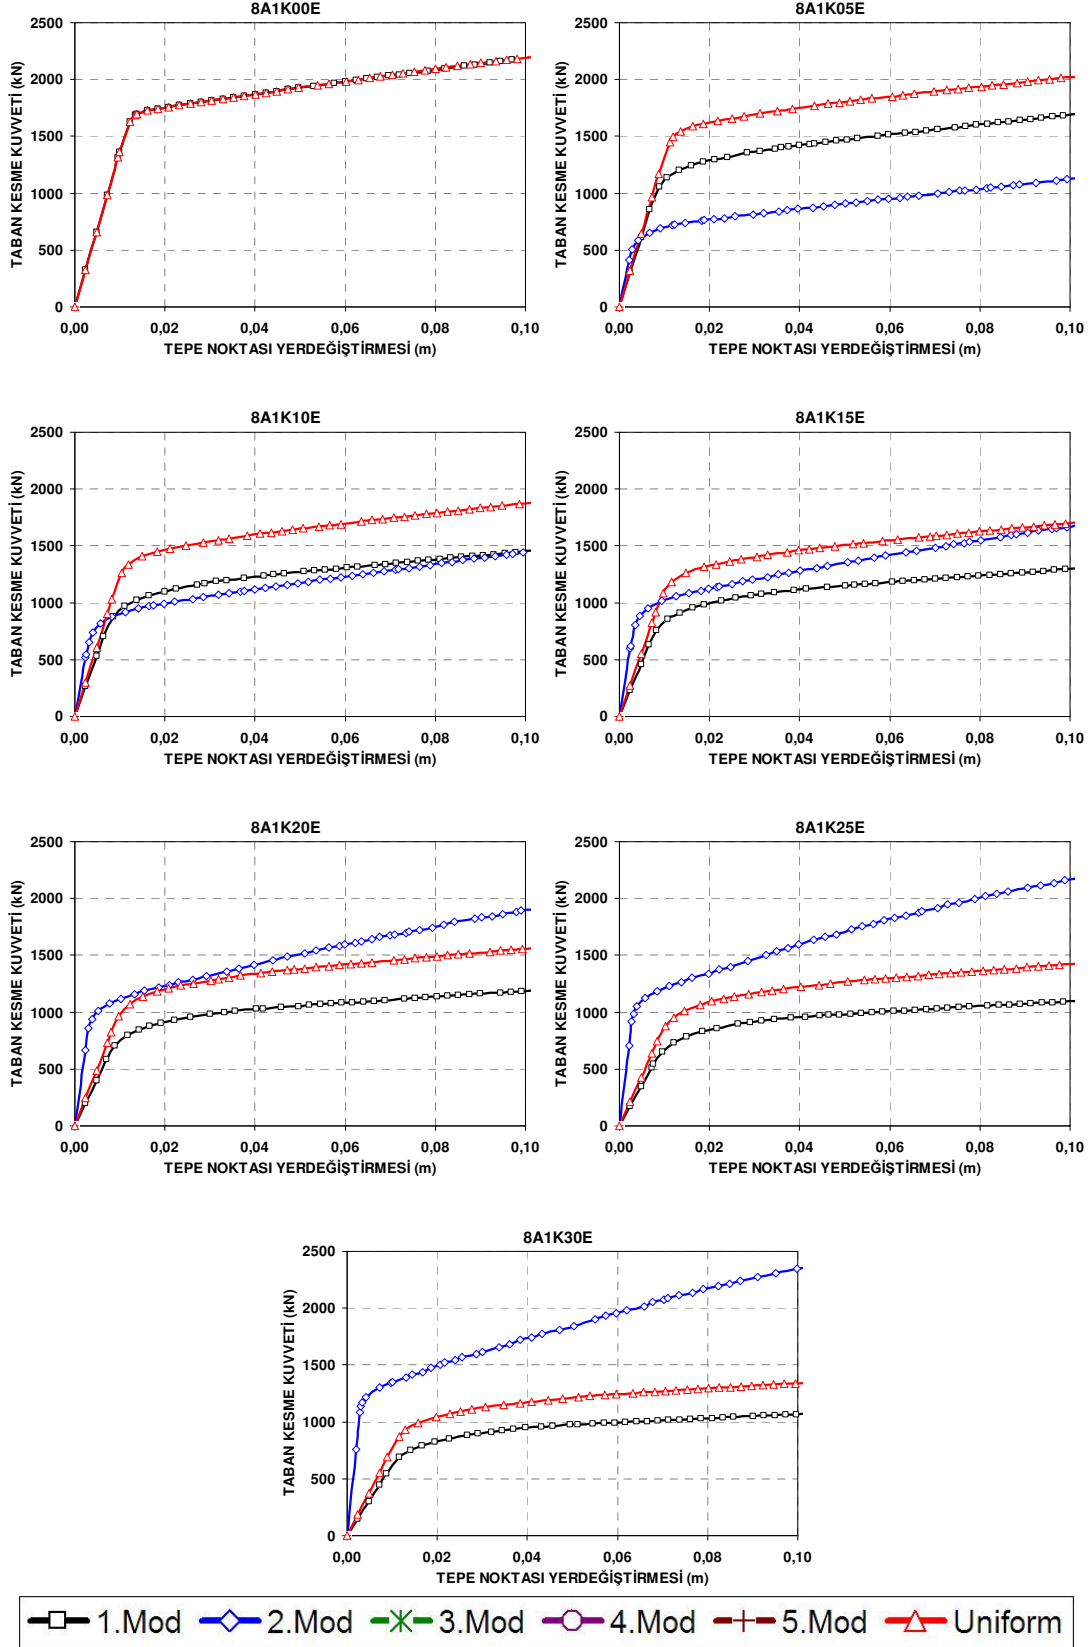 8A1K00E
TABAN KESME KUVVETİ (kN)
2500
2000
1500
1000
500
0
0,00 0,02 0,04 0,06 0,08 0,10
TEPE NOKTASI YERDEĞİŞTİRMESİ (m)
8A1K05E
TABAN KESME KUVVETİ (kN)
2500
2000
1500
1000
500
0
0,00 0,02 0,04 0,06 0,08 0,10
TEPE NOKTASI YERDEĞİŞTİRMESİ (m)
8A1K10E
TABAN KESME KUVVETİ (kN)
2500
2000
1500
1000
500
0
0,00 0,02 0,04 0,06 0,08 0,10
TEPE NOKTASI YERDEĞİŞTİRMESİ (m)
8A1K15E
TABAN KESME KUVVETİ (kN)
2500
2000
1500
1000
500
0
0,00 0,02 0,04 0,06 0,08 0,10
TEPE NOKTASI YERDEĞİŞTİRMESİ (m)
8A1K20E
TABAN KESME KUVVETİ (kN)
2500
2000
1500
1000
500
0
0,00 0,02 0,04 0,06 0,08 0,10
TEPE NOKTASI YERDEĞİŞTİRMESİ (m)
8A1K25E
TABAN KESME KUVVETİ (kN)
2500
2000
1500
1000
500
0
0,00 0,02 0,04 0,06 0,08 0,10
TEPE NOKTASI YERDEĞİŞTİRMESİ (m)
8A1K30E
TABAN KESME KUVVETİ (kN)
2500
2000
1500
1000
500
0
0,00 0,02 0,04 0,06 0,08 0,10
TEPE NOKTASI YERDEĞİŞTİRMESİ (m)
1.Mod 2.Mod 3.Mod 4.Mod 5.Mod Uniform